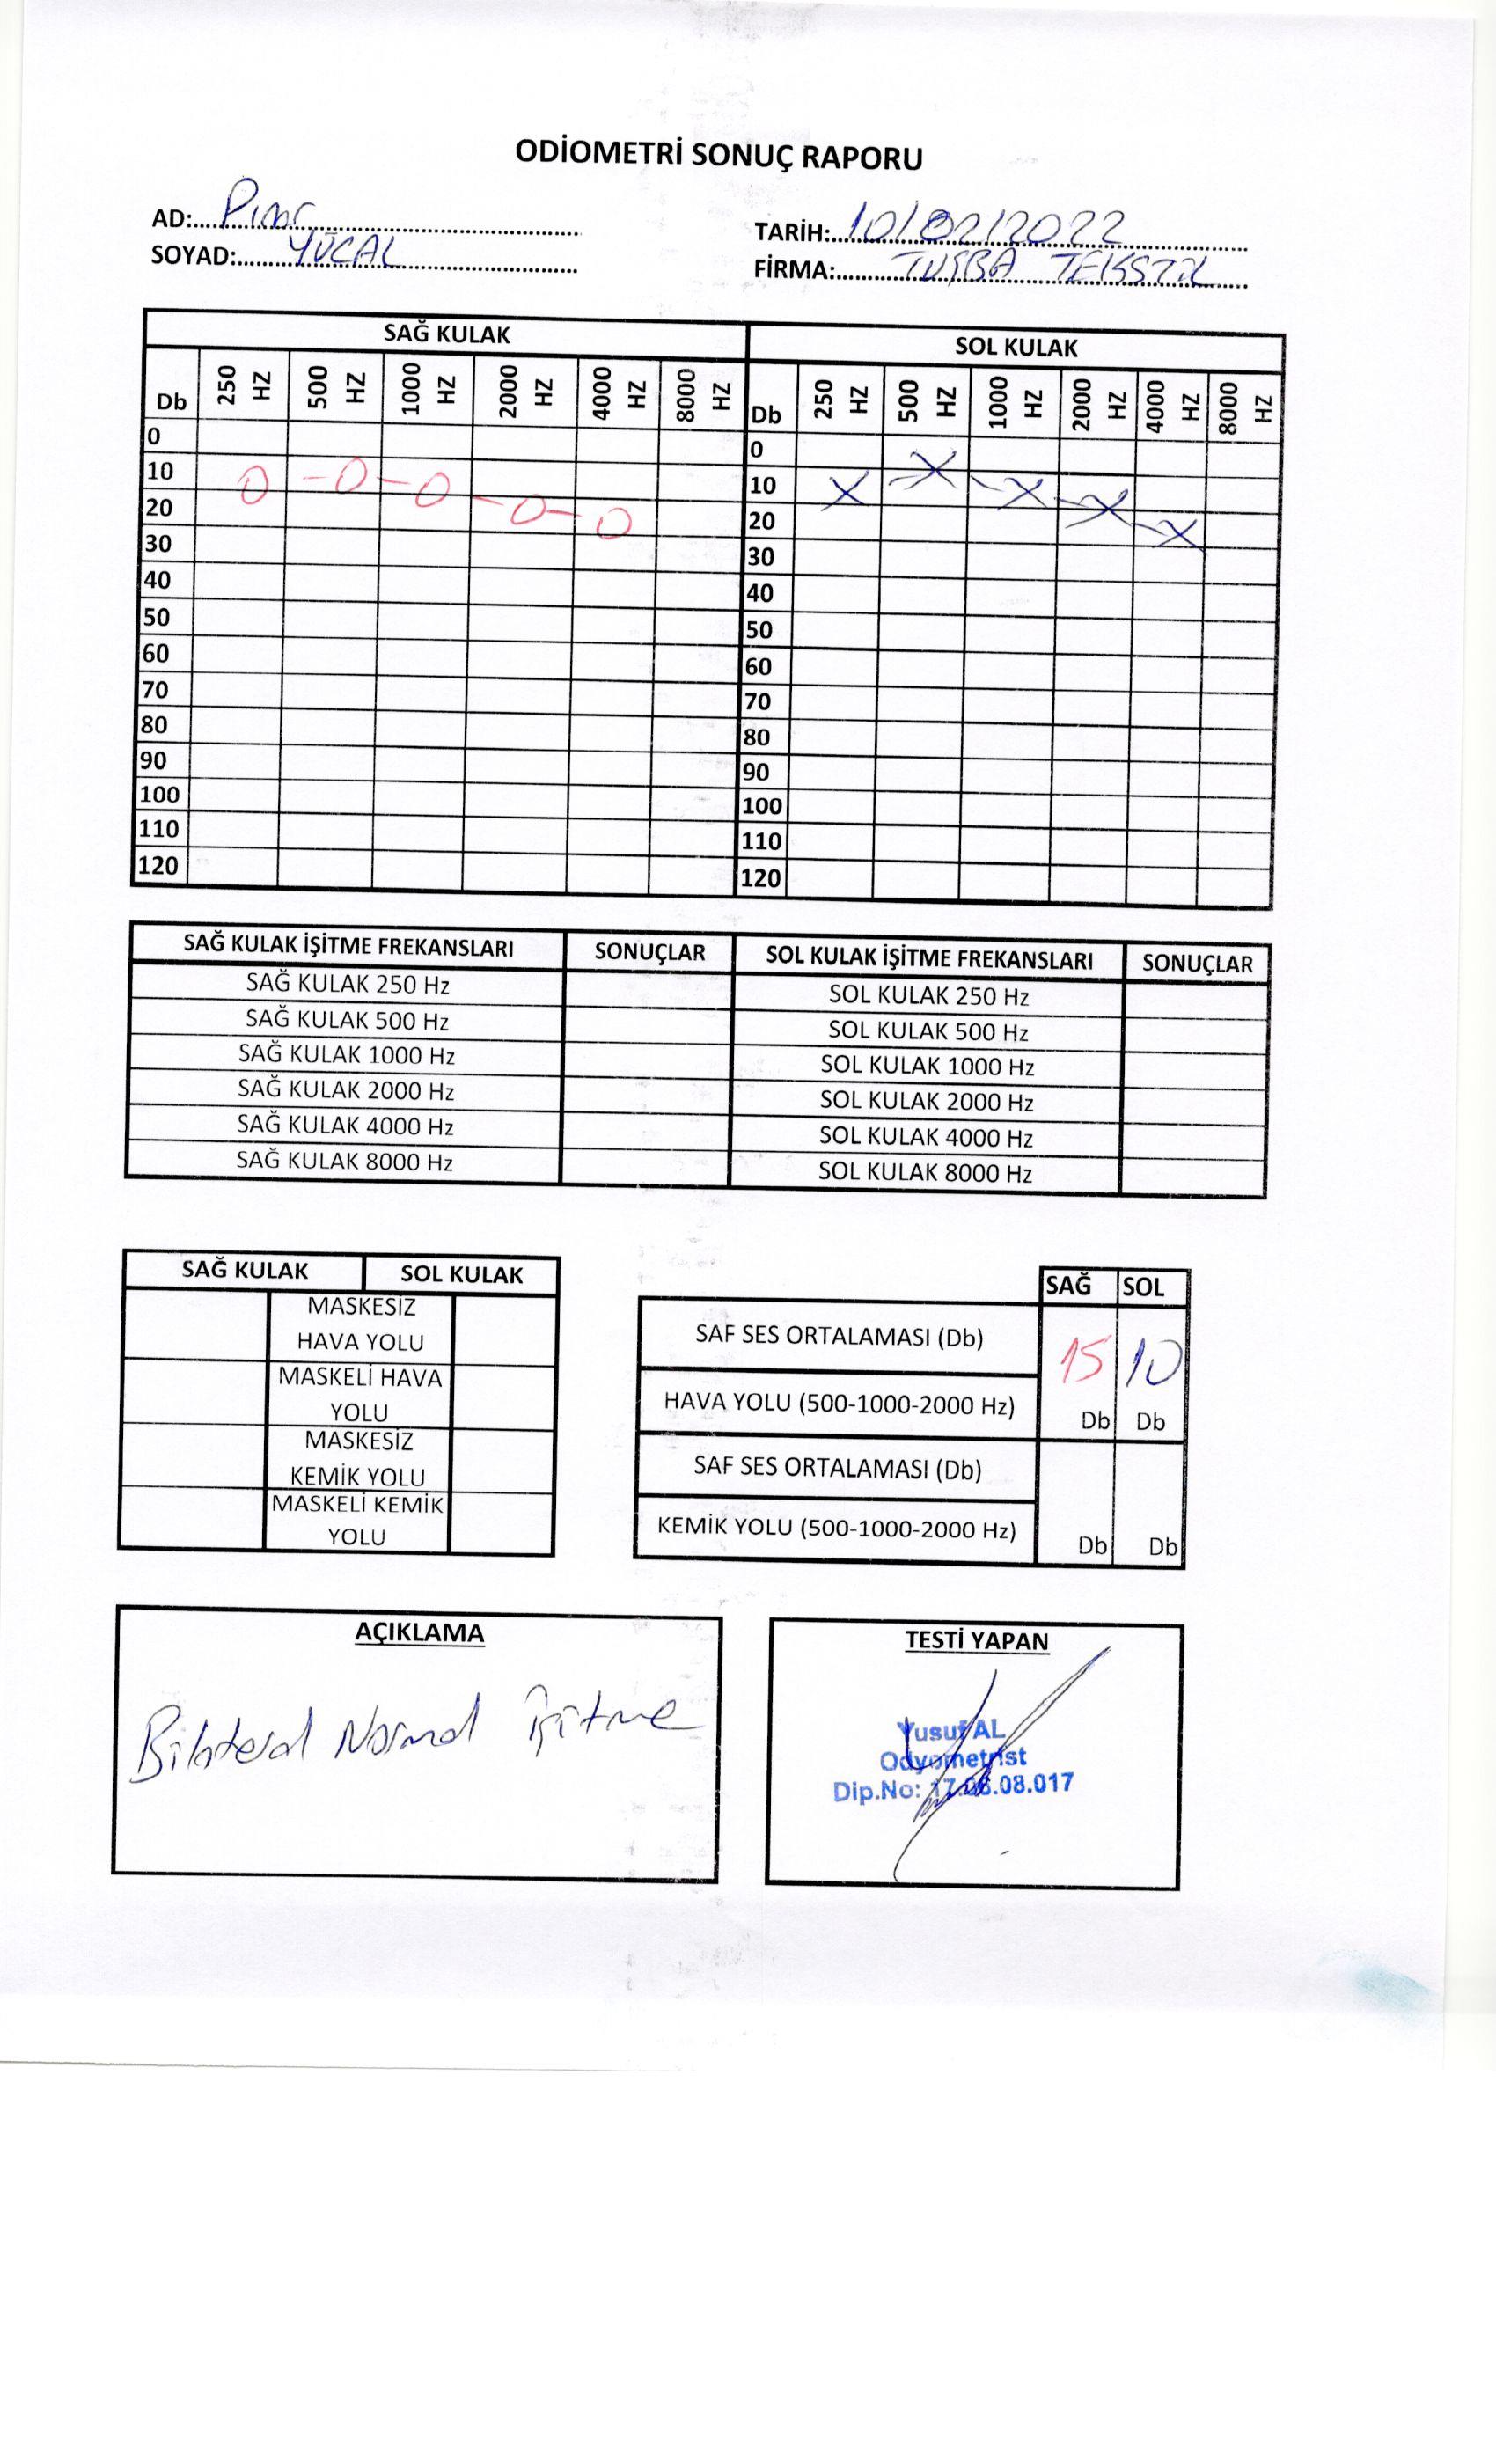 ODİOMETRİ SONUÇ RAPORU
AD: Pınar
SOYAD: YÜCAL
TARİH: 10/02/2022
FİRMA: TUĞBA TEKSTİL
SAĞ KULAK SOL KULAK
Db 250 HZ 500 HZ 1000 HZ 2000 HZ 4000 HZ 8000 HZ Db 250 HZ 500 HZ 1000 HZ 2000 HZ 4000 HZ 8000 HZ
0 0
10 10
20 20
30 30
40 40
50 50
60 60
70 70
80 80
90 90
100 100
110 110
120 120
SAĞ KULAK İŞİTME FREKANSLARI SONUÇLAR SOL KULAK İŞİTME FREKANSLARI SONUÇLAR
SAĞ KULAK 250 Hz SOL KULAK 250 Hz
SAĞ KULAK 500 Hz SOL KULAK 500 Hz
SAĞ KULAK 1000 Hz SOL KULAK 1000 Hz
SAĞ KULAK 2000 Hz SOL KULAK 2000 Hz
SAĞ KULAK 4000 Hz SOL KULAK 4000 Hz
SAĞ KULAK 8000 Hz SOL KULAK 8000 Hz
SAĞ KULAK SOL KULAK
MASKESİZ
HAVA YOLU
MASKELİ HAVA
YOLU
MASKESİZ
KEMİK YOLU
MASKELİ KEMİK
YOLU
SAĞ SOL
SAF SES ORTALAMASI (Db) 15 10
HAVA YOLU (500-1000-2000 Hz) Db Db
SAF SES ORTALAMASI (Db)
KEMİK YOLU (500-1000-2000 Hz) Db Db
AÇIKLAMA
Bilateral Normal İşitme
TESTİ YAPAN
Yusuf AL
Odyometrist
Dip.No: 17.08.08.017